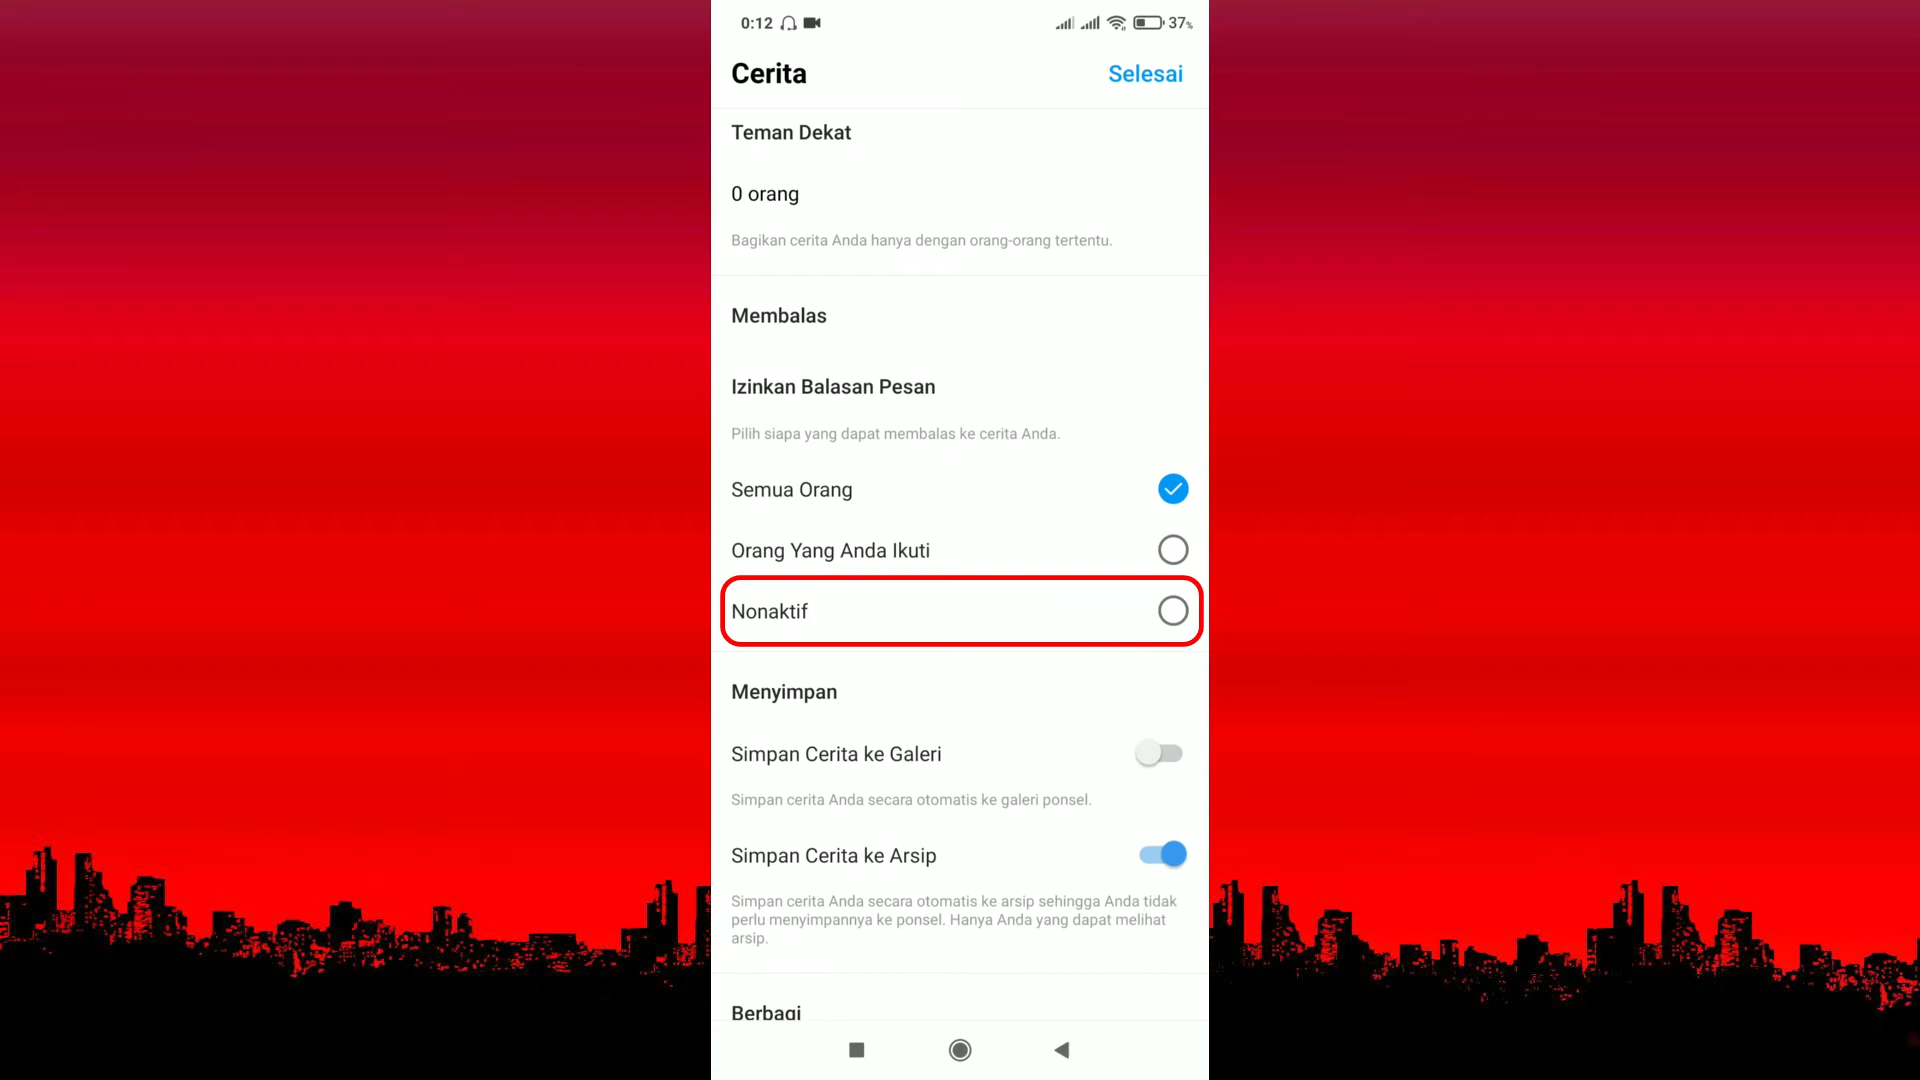 0:12 37%
Cerita Selesai
Teman Dekat
0 orang
Bagikan cerita Anda hanya dengan orang-orang tertentu.
Membalas
Izinkan Balasan Pesan
Pilih siapa yang dapat membalas ke cerita Anda.
Semua Orang
Orang Yang Anda Ikuti
Nonaktif
Menyimpan
Simpan Cerita ke Galeri
Simpan cerita Anda secara otomatis ke galeri ponsel.
Simpan Cerita ke Arsip
Simpan cerita Anda secara otomatis ke arsip sehingga Anda tidak
perlu menyimpannya ke ponsel. Hanya Anda yang dapat melihat
arsip.
Berbagi